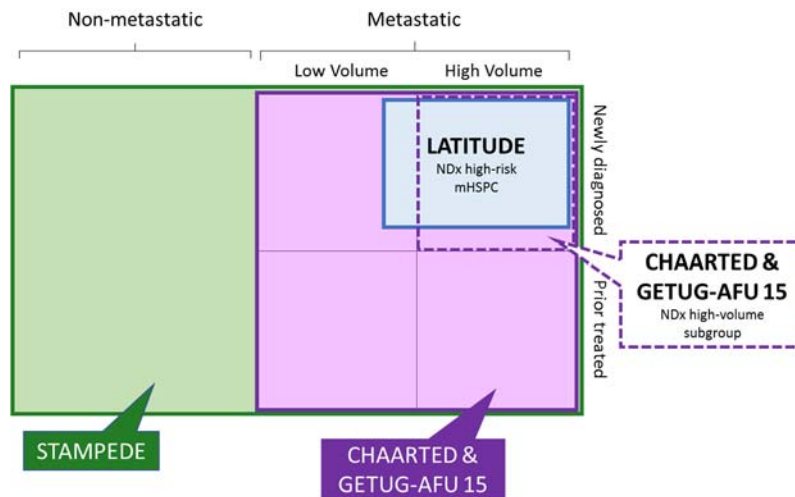 Non-metastatic
Metastatic
Low Volume
High Volume
LATITUDE
NDx high-risk
mHSPC
Newly diagnosed
Prior treated
CHAARTED &
GETUG-AFU 15
NDx high-volume
subgroup
STAMPEDE
CHAARTED &
GETUG-AFU 15